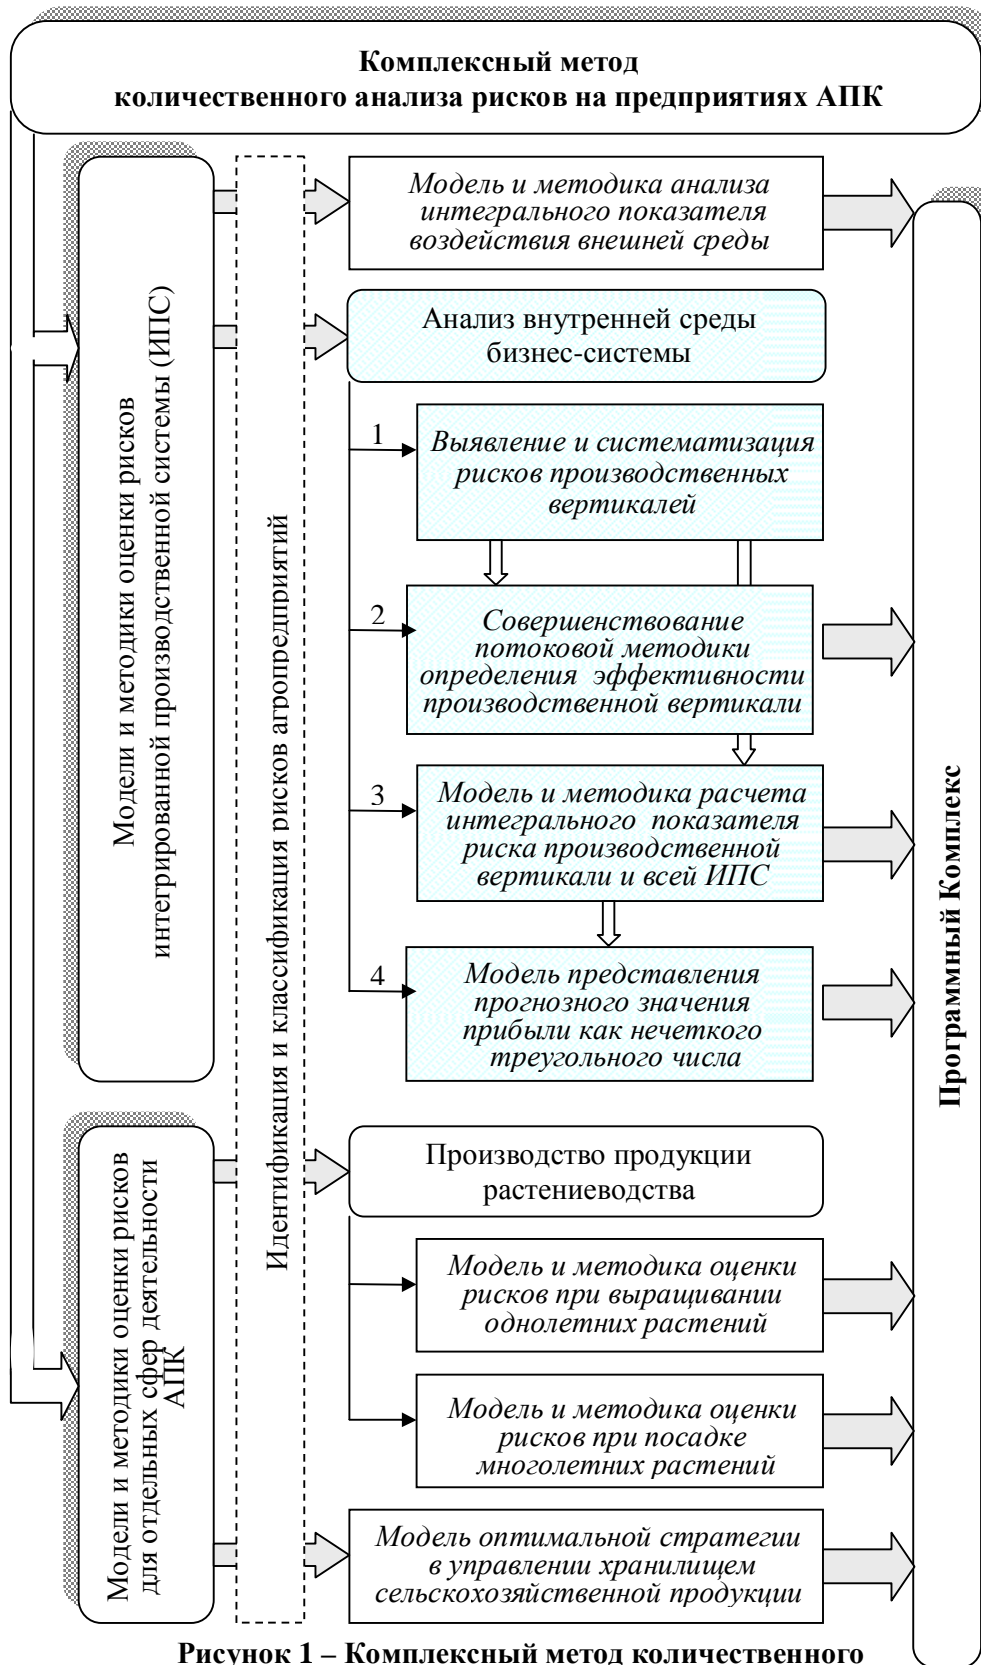 Комплексный метод
количественного анализа рисков на предприятиях АПК
Модели и методики оценки рисков
интегрированной производственной системы (ИПС)
Идентификация и классификация рисков агропредприятий
Модель и методика анализа
интегрального показателя
воздействия внешней среды
Анализ внутренней среды
бизнес-системы
1
Выявление и систематизация
рисков производственных
вертикалей
2
Совершенствование
потоковой методики
определения эффективности
производственной вертикали
3
Модель и методика расчета
интегрального показателя
риска производственной
вертикали и всей ИПС
4
Модель представления
прогнозного значения
прибыли как нечеткого
треугольного числа
Программный Комплекс
Модели и методики оценки рисков
для отдельных сфер деятельности
АПК
Производство продукции
растениеводства
Модель и методика оценки
рисков при выращивании
однолетних растений
Модель и методика оценки
рисков при посадке
многолетних растений
Модель оптимальной стратегии
в управлении хранилищем
сельскохозяйственной продукции
Рисунок 1 – Комплексный метод количественного